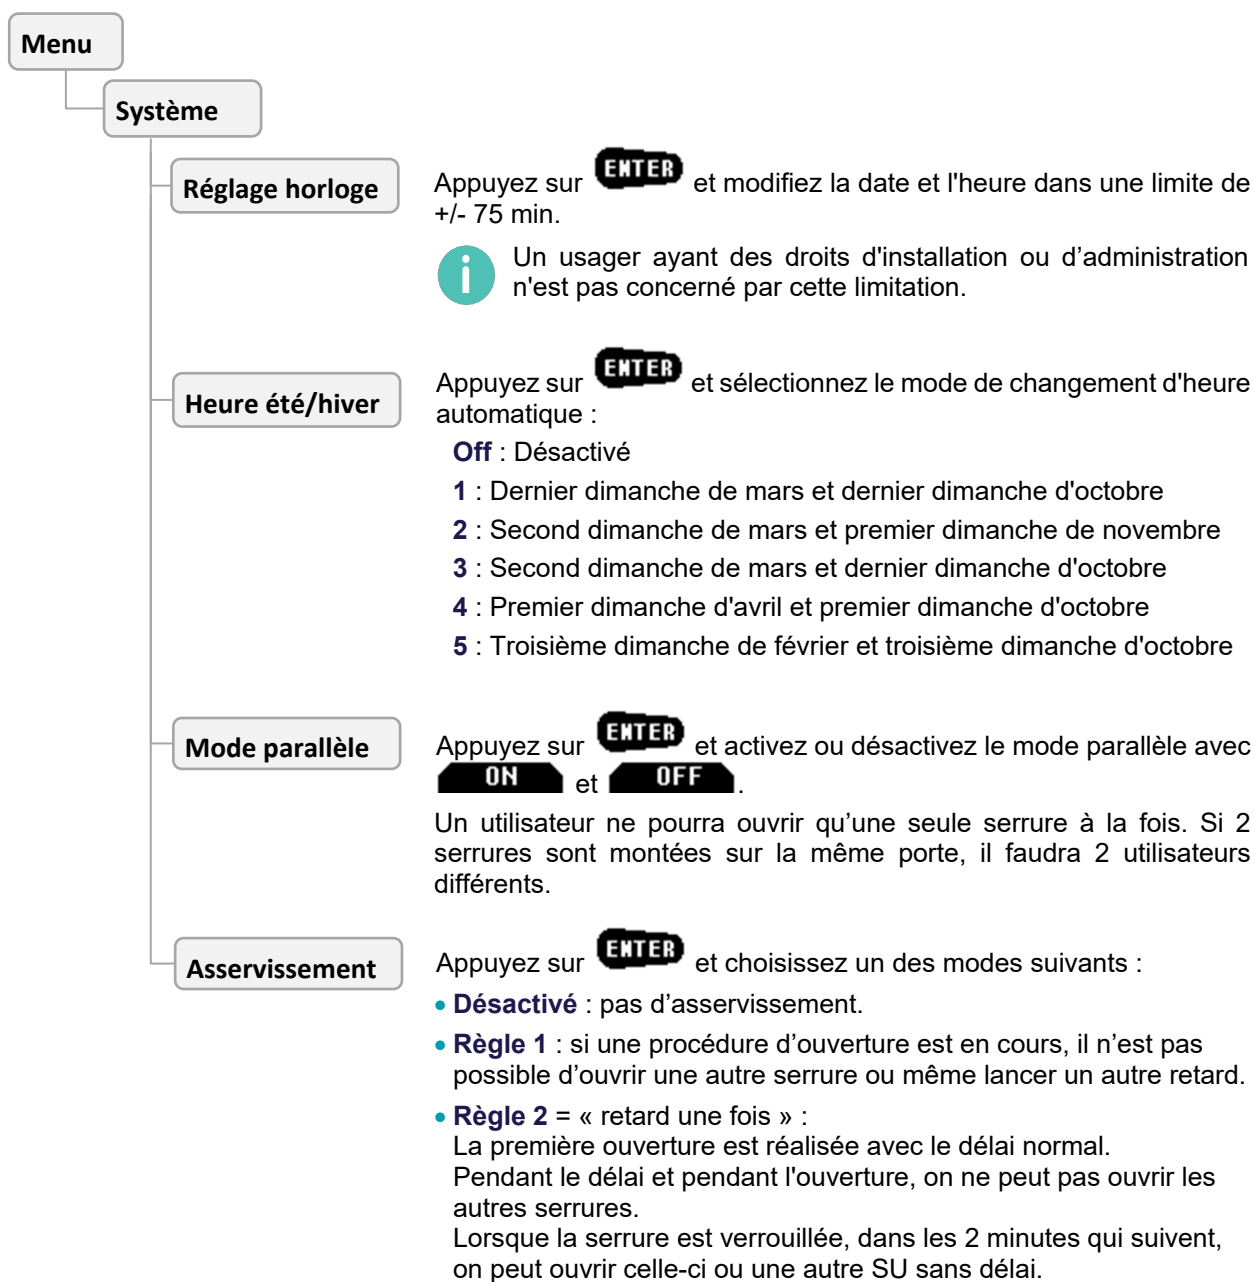 Menu
Système
Réglage horloge
Appuyez sur ENTER et modifiez la date et l'heure dans une limite de
+/- 75 min.
i
Un usager ayant des droits d'installation ou d’administration
n'est pas concerné par cette limitation.
Heure été/hiver
Appuyez sur ENTER et sélectionnez le mode de changement d'heure
automatique :
Off : Désactivé
1 : Dernier dimanche de mars et dernier dimanche d'octobre
2 : Second dimanche de mars et premier dimanche de novembre
3 : Second dimanche de mars et dernier dimanche d'octobre
4 : Premier dimanche d'avril et premier dimanche d'octobre
5 : Troisième dimanche de février et troisième dimanche d'octobre
Mode parallèle
Appuyez sur ENTER et activez ou désactivez le mode parallèle avec
ON et OFF.
Un utilisateur ne pourra ouvrir qu’une seule serrure à la fois. Si 2
serrures sont montées sur la même porte, il faudra 2 utilisateurs
différents.
Asservissement
Appuyez sur ENTER et choisissez un des modes suivants :
• Désactivé : pas d’asservissement.
• Règle 1 : si une procédure d’ouverture est en cours, il n’est pas
possible d’ouvrir une autre serrure ou même lancer un autre retard.
• Règle 2 = « retard une fois » :
La première ouverture est réalisée avec le délai normal.
Pendant le délai et pendant l'ouverture, on ne peut pas ouvrir les
autres serrures.
Lorsque la serrure est verrouillée, dans les 2 minutes qui suivent,
on peut ouvrir celle-ci ou une autre SU sans délai.